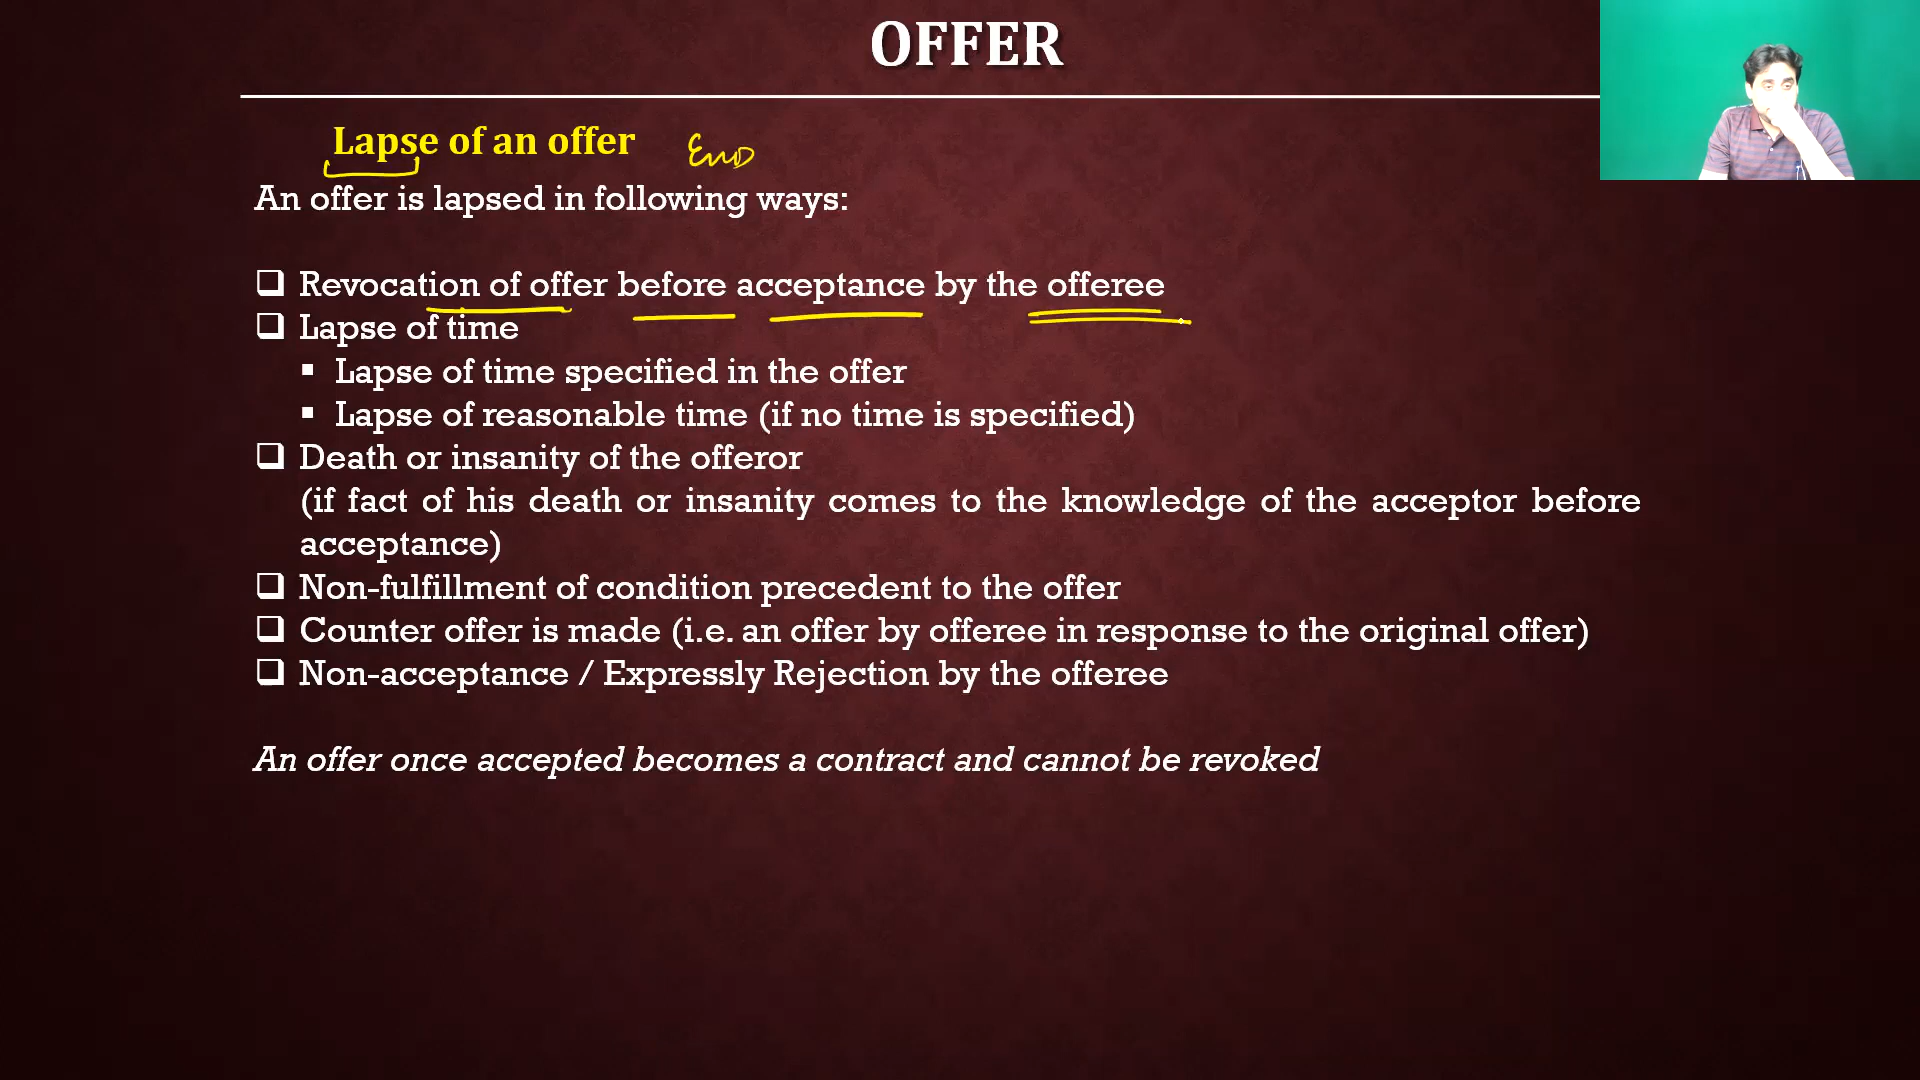 OFFER
Lapse of an offer END
An offer is lapsed in following ways:
❑ Revocation of offer before acceptance by the offeree
❑ Lapse of time
▪ Lapse of time specified in the offer
▪ Lapse of reasonable time (if no time is specified)
❑ Death or insanity of the offeror
(if fact of his death or insanity comes to the knowledge of the acceptor before
acceptance)
❑ Non-fulfillment of condition precedent to the offer
❑ Counter offer is made (i.e. an offer by offeree in response to the original offer)
❑ Non-acceptance / Expressly Rejection by the offeree
An offer once accepted becomes a contract and cannot be revoked